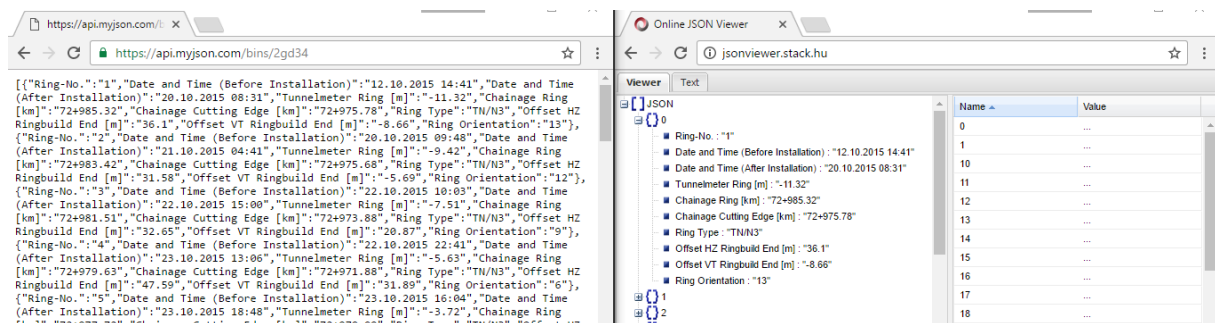 https://api.myjson.com/b
https://api.myjson.com/bins/2gd34
[{"Ring-No.":"1","Date and Time (Before Installation)":"12.10.2015 14:41","Date and Time
(After Installation)":"20.10.2015 08:31","Tunnelmeter Ring [m]":"-11.32","Chainage Ring
[km]":"72+985.32","Chainage Cutting Edge [km]":"72+975.78","Ring Type":"TN/N3","Offset HZ
Ringbuild End [m]":"36.1","Offset VT Ringbuild End [m]":"-8.66","Ring Orientation":"13"},
{"Ring-No.":"2","Date and Time (Before Installation)":"20.10.2015 09:48","Date and Time
(After Installation)":"21.10.2015 04:41","Tunnelmeter Ring [m]":"-9.42","Chainage Ring
[km]":"72+983.42","Chainage Cutting Edge [km]":"72+975.68","Ring Type":"TN/N3","Offset HZ
Ringbuild End [m]":"31.58","Offset VT Ringbuild End [m]":"-5.69","Ring Orientation":"12"},
{"Ring-No.":"3","Date and Time (Before Installation)":"22.10.2015 10:03","Date and Time
(After Installation)":"22.10.2015 15:00","Tunnelmeter Ring [m]":"-7.51","Chainage Ring
[km]":"72+981.51","Chainage Cutting Edge [km]":"72+973.88","Ring Type":"TN/N3","Offset HZ
Ringbuild End [m]":"32.65","Offset VT Ringbuild End [m]":"20.87","Ring Orientation":"9"},
{"Ring-No.":"4","Date and Time (Before Installation)":"22.10.2015 22:41","Date and Time
(After Installation)":"23.10.2015 13:06","Tunnelmeter Ring [m]":"-5.63","Chainage Ring
[km]":"72+979.63","Chainage Cutting Edge [km]":"72+971.88","Ring Type":"TN/N3","Offset HZ
Ringbuild End [m]":"47.59","Offset VT Ringbuild End [m]":"31.89","Ring Orientation":"6"},
{"Ring-No.":"5","Date and Time (Before Installation)":"23.10.2015 16:04","Date and Time
(After Installation)":"23.10.2015 18:48","Tunnelmeter Ring [m]":"-3.72","Chainage Ring
Online JSON Viewer
jsonviewer.stack.hu
Viewer Text
JSON
0
Ring-No. : "1"
Date and Time (Before Installation) : "12.10.2015 14:41"
Date and Time (After Installation) : "20.10.2015 08:31"
Tunnelmeter Ring [m] : "-11.32"
Chainage Ring [km] : "72+985.32"
Chainage Cutting Edge [km] : "72+975.78"
Ring Type : "TN/N3"
Offset HZ Ringbuild End [m] : "36.1"
Offset VT Ringbuild End [m] : "-8.66"
Ring Orientation : "13"
1
2
Name Value
0 ...
1 ...
10 ...
11 ...
12 ...
13 ...
14 ...
15 ...
16 ...
17 ...
18 ...